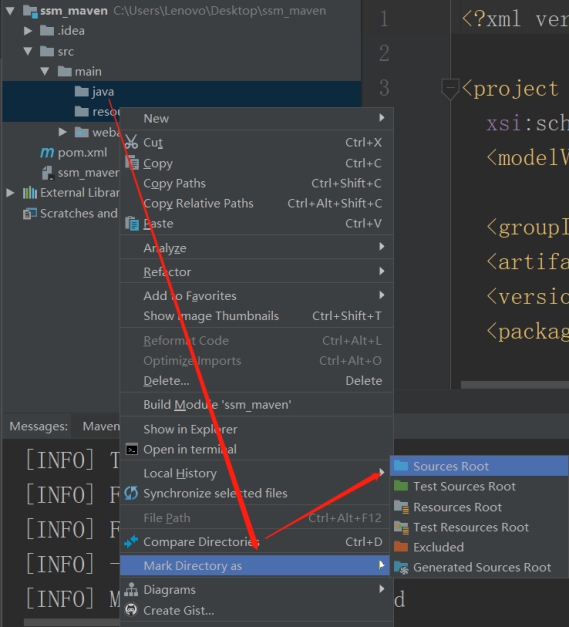 ssm_maven C:\Users\Lenovo\Desktop\ssm_maven
.idea
src
main
java
resou
weba
pom.xml
ssm_maven
External Librar
Scratches and
New
Cut Ctrl+X
Copy Ctrl+C
Copy Paths Ctrl+Shift+C
Copy Relative Paths Ctrl+Alt+Shift+C
Paste Ctrl+V
Analyze
Refactor
Add to Favorites
Show Image Thumbnails Ctrl+Shift+T
Reformat Code Ctrl+Alt+L
Optimize Imports Ctrl+Alt+O
Delete... Delete
Build Module 'ssm_maven'
Show in Explorer
Open in terminal
Local History
Synchronize selected files
File Path Ctrl+Alt+F12
Compare Directories Ctrl+D
Mark Directory as
Diagrams
Create Gist...
Sources Root
Test Sources Root
Resources Root
Test Resources Root
Excluded
Generated Sources Root
1 <?xml ver
2
3 <project
xsi:sch
<modelV
<groupI
<artifa
<versio
<packag
Messages: Maven
[INFO] T
[INFO] F
[INFO] F
[INFO] -
[INFO] M d